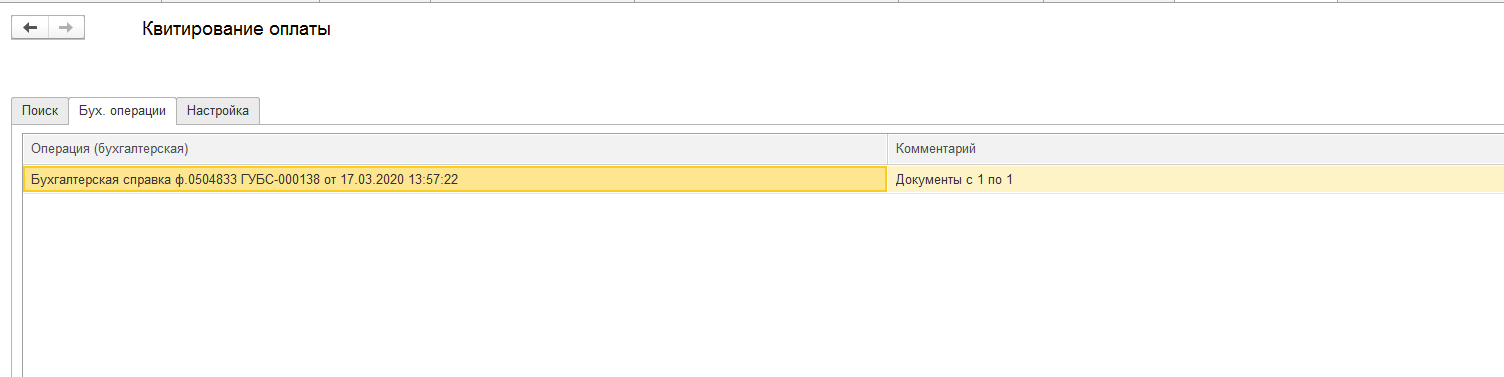 Квитирование оплаты
Поиск Бух. операции Настройка
Операция (бухгалтерская) Комментарий
Бухгалтерская справка ф.0504833 ГУБС-000138 от 17.03.2020 13:57:22 Документы с 1 по 1